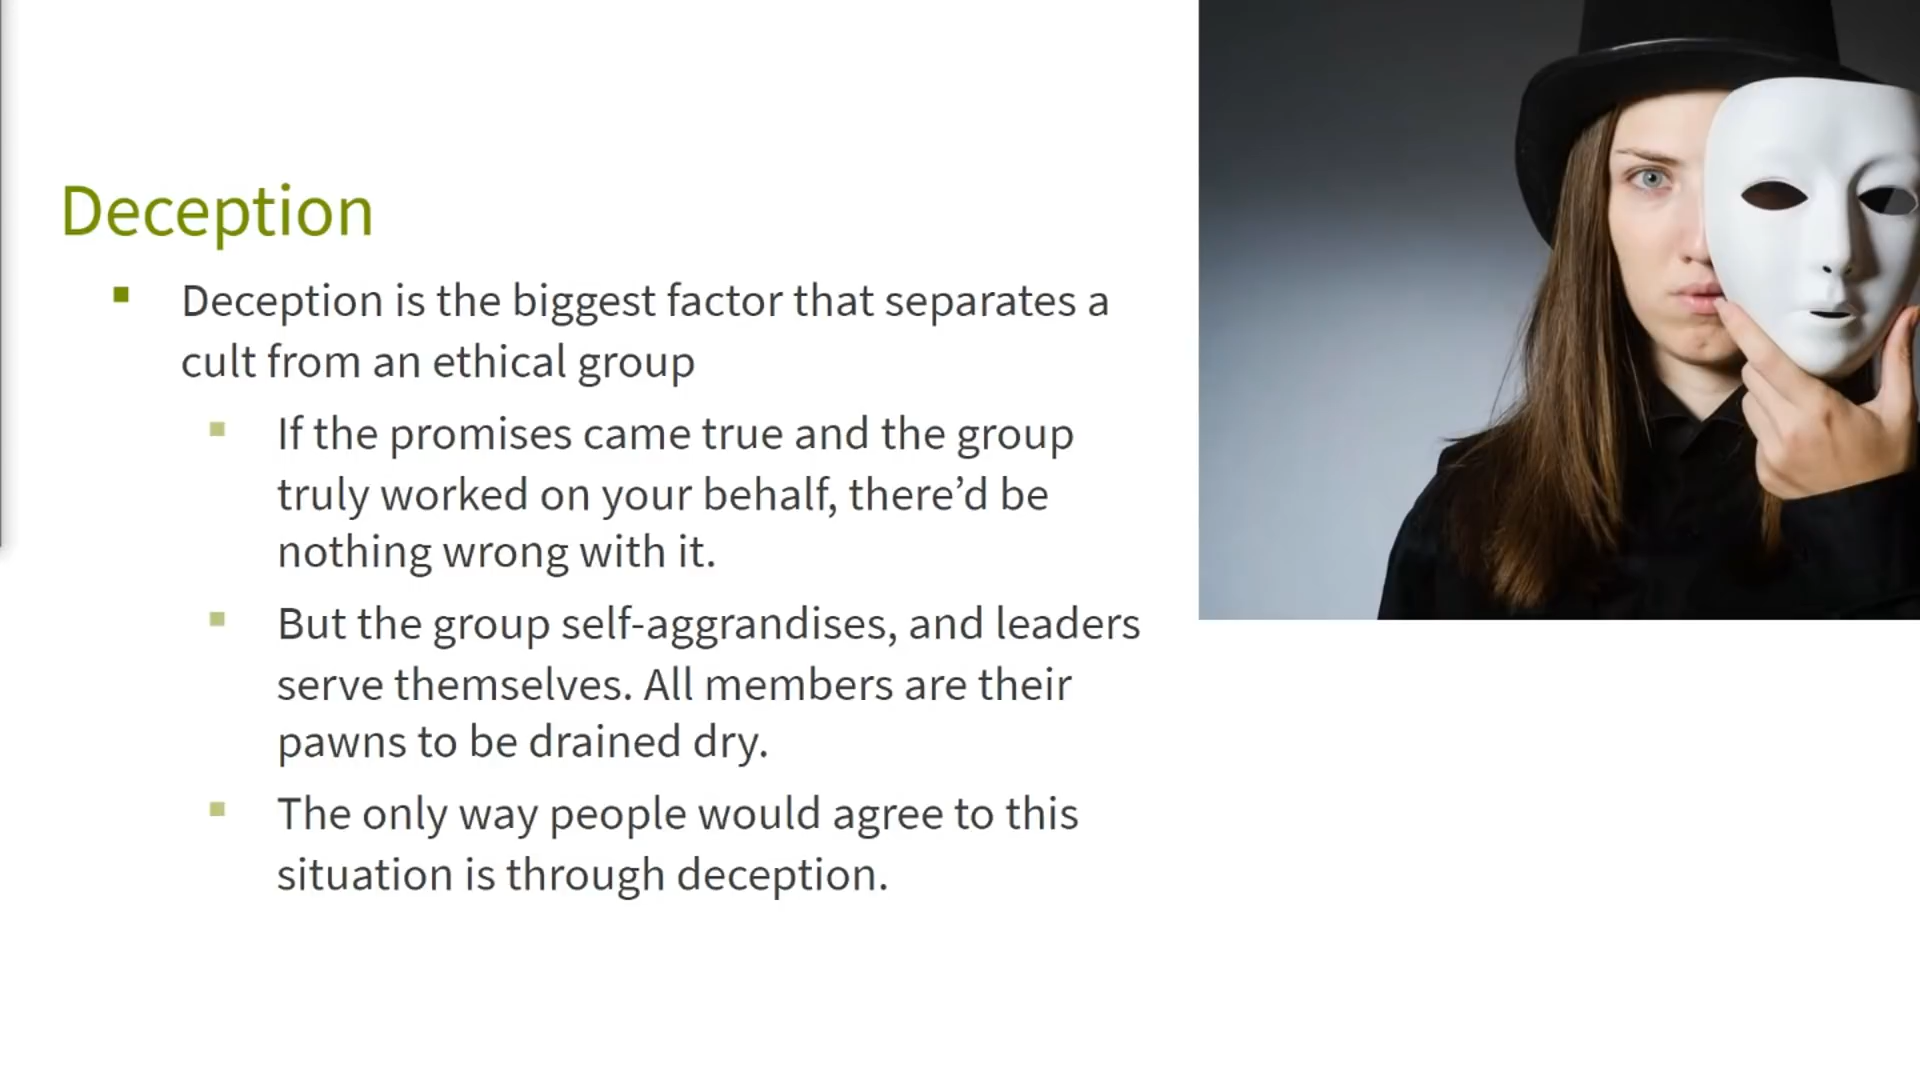 Deception
Deception is the biggest factor that separates a
cult from an ethical group
If the promises came true and the group
truly worked on your behalf, there’d be
nothing wrong with it.
But the group self-aggrandises, and leaders
serve themselves. All members are their
pawns to be drained dry.
The only way people would agree to this
situation is through deception.